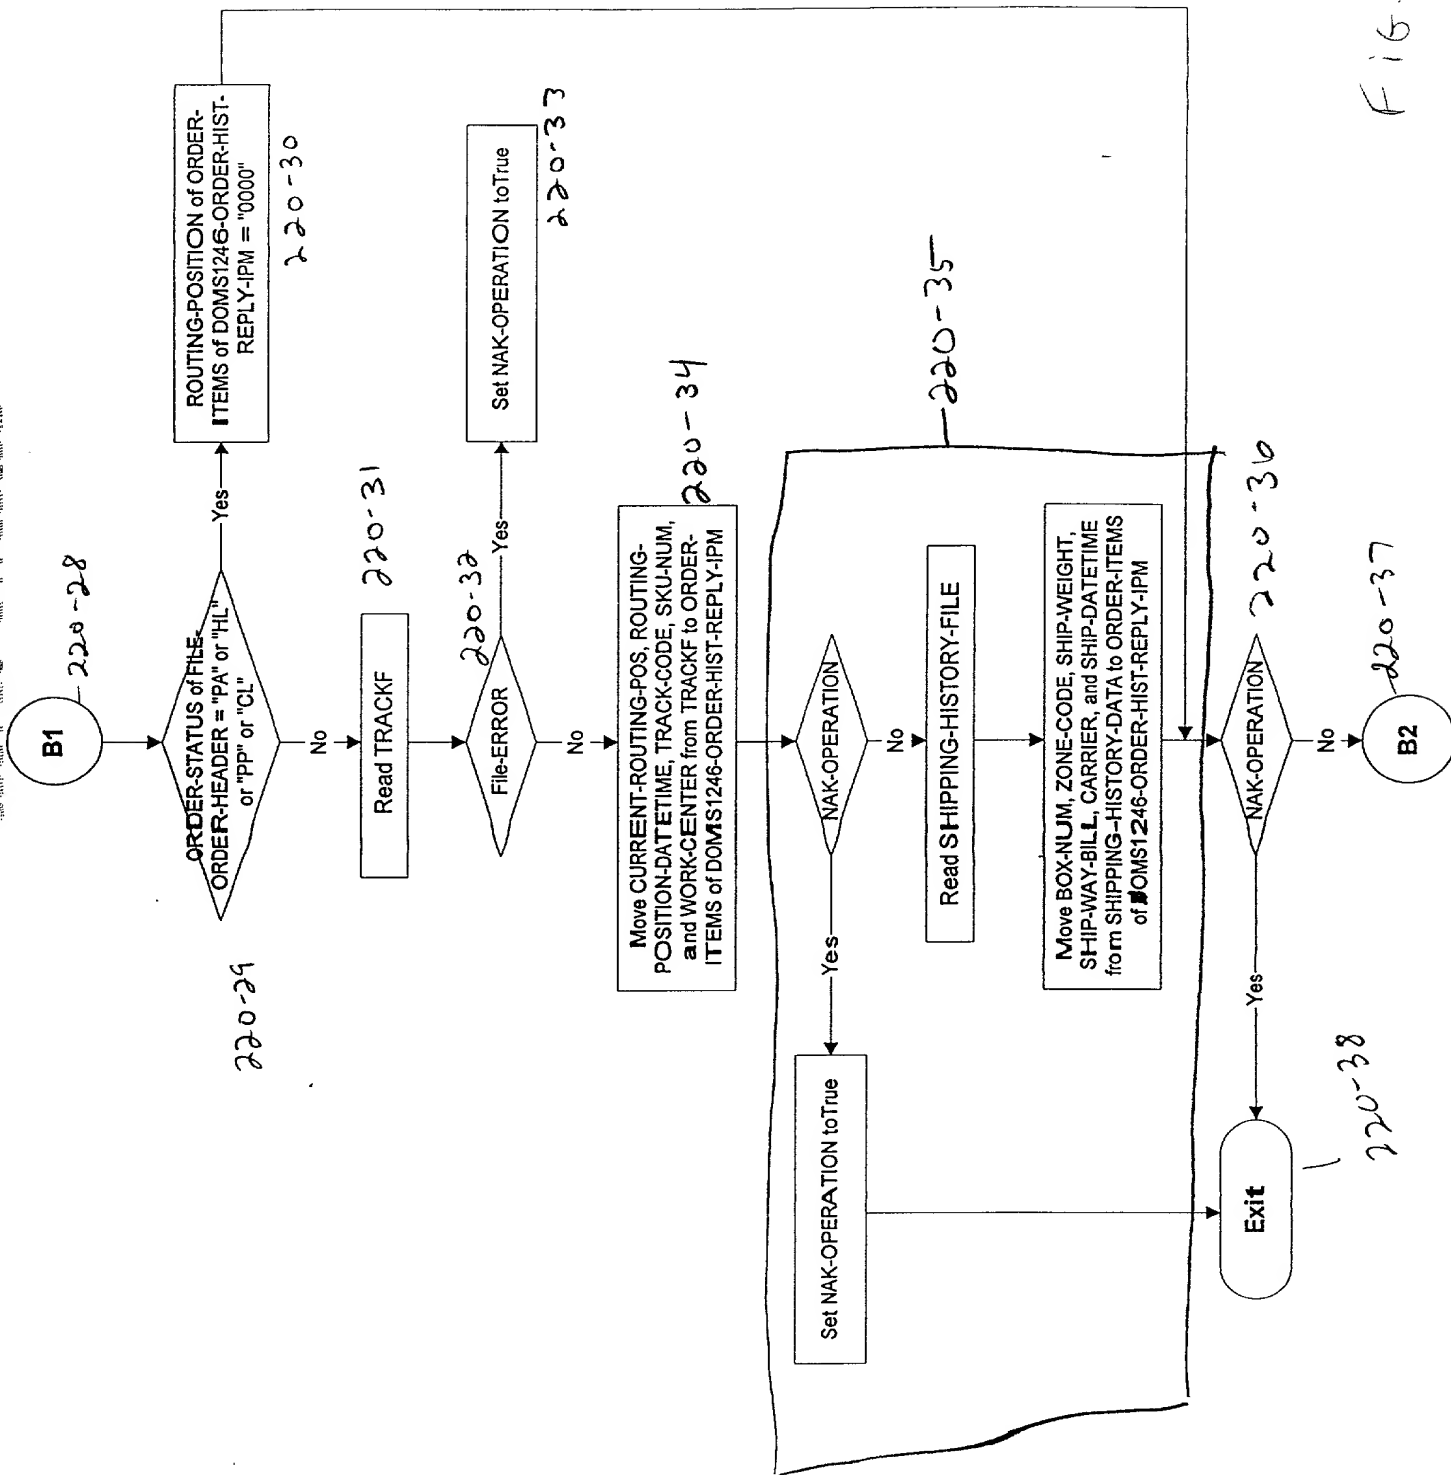 B1
220-28
ORDER-STATUS of FILE-
ORDER-HEADER = "PA" or "HL"
or "PP" or "CL"
220-29
Yes
ROUTING-POSITION of ORDER-
ITEMS of DOMS1246-ORDER-HIST-
REPLY-IPM = "0000"
220-30
No
Read TRACKF
220-31
File-ERROR
220-32
Yes
Set NAK-OPERATION toTrue
220-33
No
Move CURRENT-ROUTING-POS, ROUTING-
POSITION-DATETIME, TRACK-CODE, SKU-NUM,
and WORK-CENTER from TRACKF to ORDER-
ITEMS of DOMS1246-ORDER-HIST-REPLY-IPM
220-34
220-35
NAK-OPERATION
Yes
Set NAK-OPERATION toTrue
No
Read SHIPPING-HISTORY-FILE
Move BOX-NUM, ZONE-CODE, SHIP-WEIGHT,
SHIP-WAY-BILL, CARRIER, and SHIP-DATETIME
from SHIPPING-HISTORY-DATA to ORDER-ITEMS
of DOMS1246-ORDER-HIST-REPLY-IPM
NAK-OPERATION
220-36
Yes
Exit
220-38
No
B2
220-37
FIG.